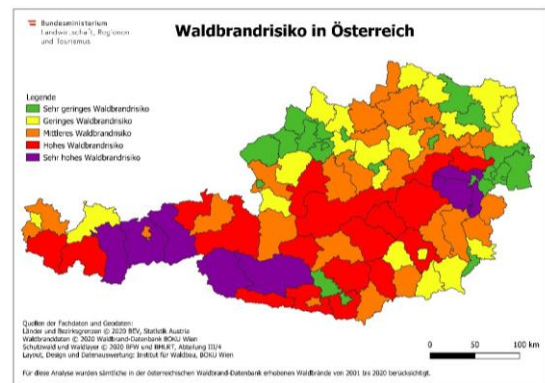 Bundesministerium
Landwirtschaft, Regionen
und Tourismus
Waldbrandrisiko in Österreich
Legende
Sehr geringes Waldbrandrisiko
Geringes Waldbrandrisiko
Mittleres Waldbrandrisiko
Hohes Waldbrandrisiko
Sehr hohes Waldbrandrisiko
Quellen der Fachdaten und Geodaten:
Länder und Bezirksgrenzen © 2020 BEV, Statistik Austria
Waldbranddaten © 2020 Waldbrand-Datenbank BOKU Wien
Schutzwald und Waldlayer © 2020 BFW und BMLRT, Abteilung III/4
Layout, Design und Datenauswertung: Institut für Waldbau, BOKU Wien
0 50 100 km
Für diese Analyse wurden sämtliche in der österreichischen Waldbrand-Datenbank erhobenen Waldbrände von 2001 bis 2020 berücksichtigt.